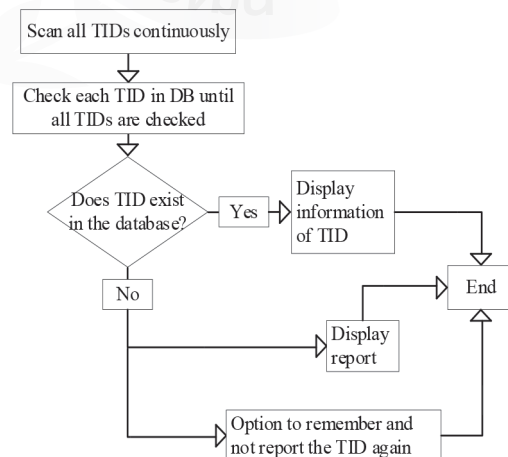 Scan all TIDs continuously
Check each TID in DB until
all TIDs are checked
Does TID exist
in the database?
Yes
Display
information
of TID
No
End
Display
report
Option to remember and
not report the TID again